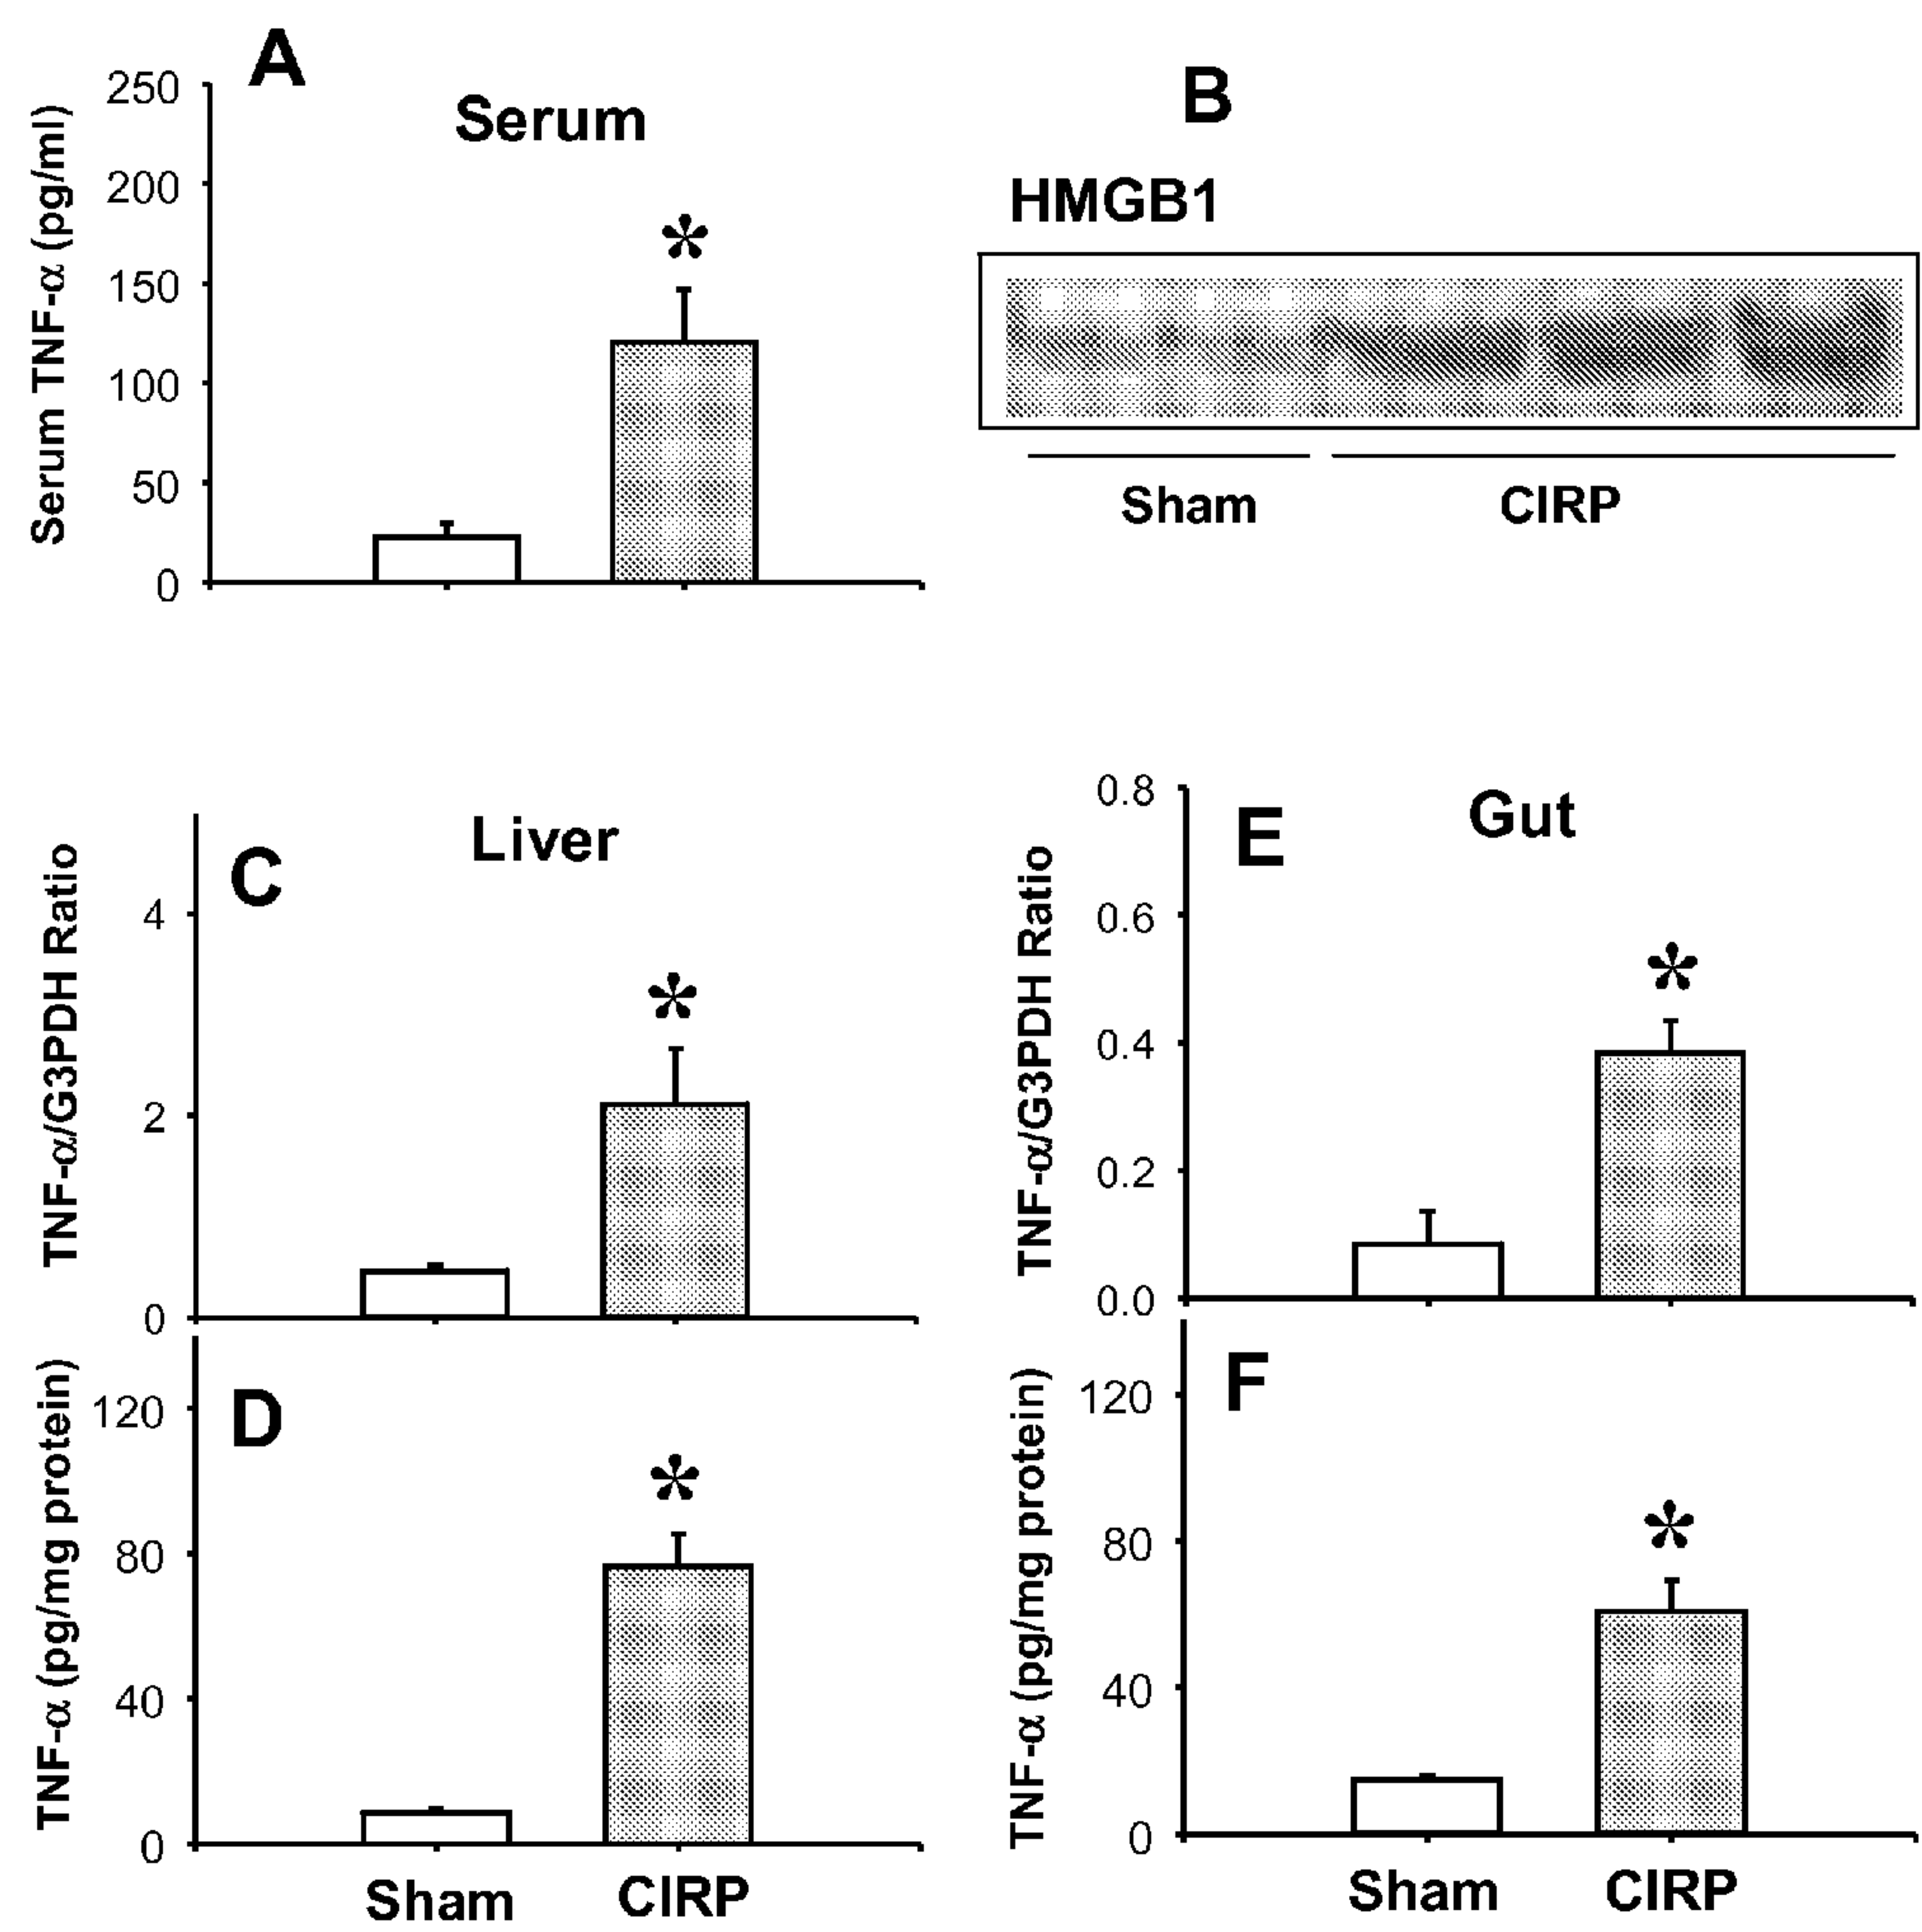 A
Serum
Serum TNF-α (pg/ml)
250
200
150
100
50
0
*
B
HMGB1
Sham
CIRP
C
Liver
TNF-α/G3PDH Ratio
4
2
0
*
D
TNF-α (pg/mg protein)
120
80
40
0
*
Sham
CIRP
E
Gut
TNF-α/G3PDH Ratio
0.8
0.6
0.4
0.2
0.0
*
F
TNF-α (pg/mg protein)
120
80
40
0
*
Sham
CIRP